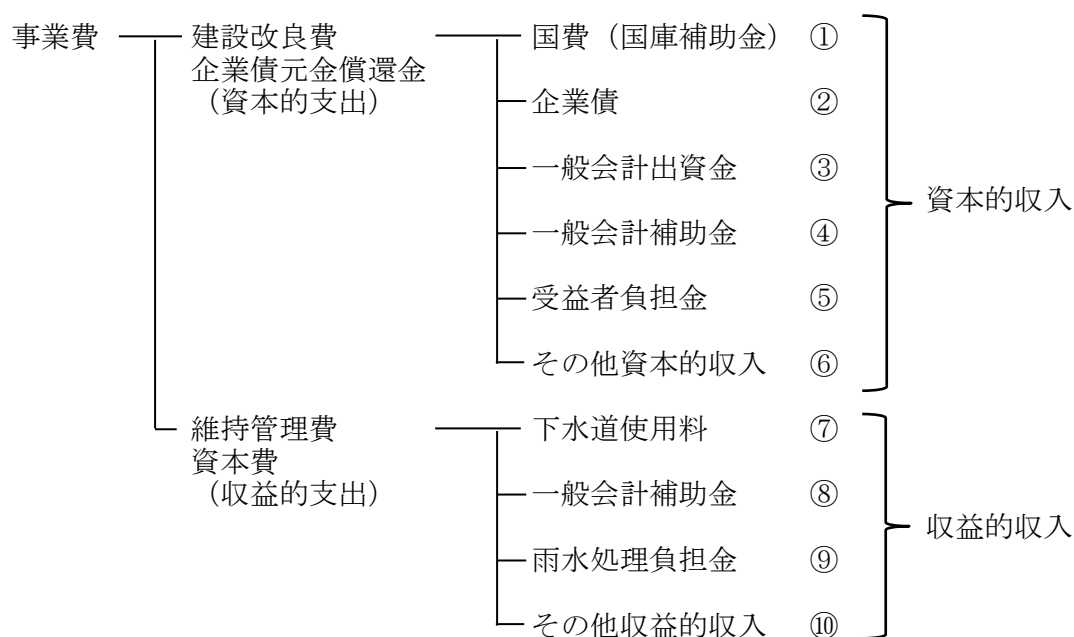 事業費
建設改良費
企業債元金償還金
（資本的支出）
国費（国庫補助金） ①
企業債 ②
一般会計出資金 ③
一般会計補助金 ④
受益者負担金 ⑤
その他資本的収入 ⑥
資本的収入
維持管理費
資本費
（収益的支出）
下水道使用料 ⑦
一般会計補助金 ⑧
雨水処理負担金 ⑨
その他収益的収入 ⑩
収益的収入